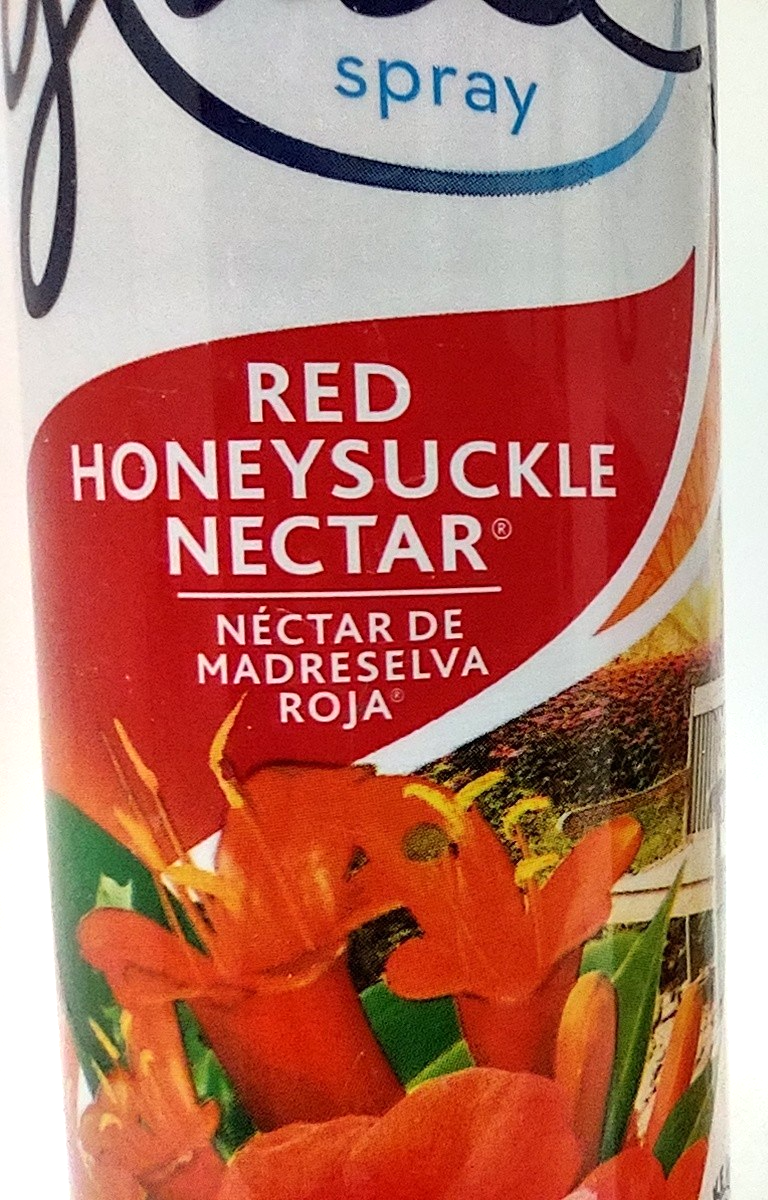 spray
RED
HONEYSUCKLE
NECTAR®
NÉCTAR DE
MADRESELVA
ROJA®